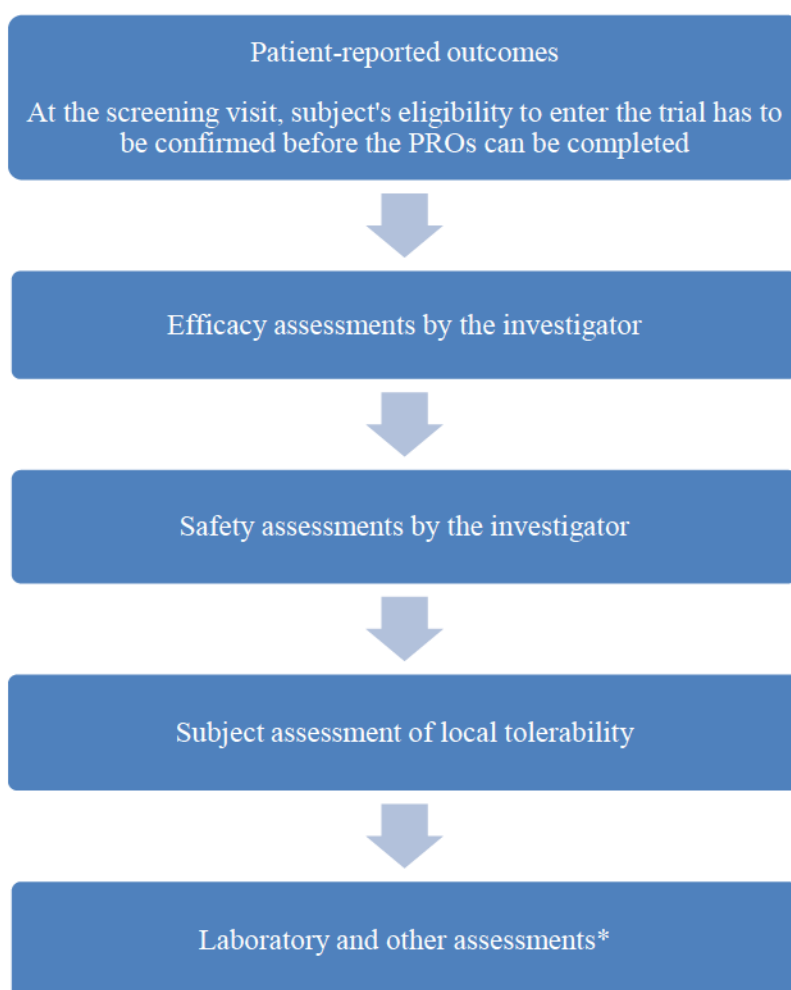 Patient-reported outcomes
At the screening visit, subject's eligibility to enter the trial has to
be confirmed before the PROs can be completed
Efficacy assessments by the investigator
Safety assessments by the investigator
Subject assessment of local tolerability
Laboratory and other assessments*